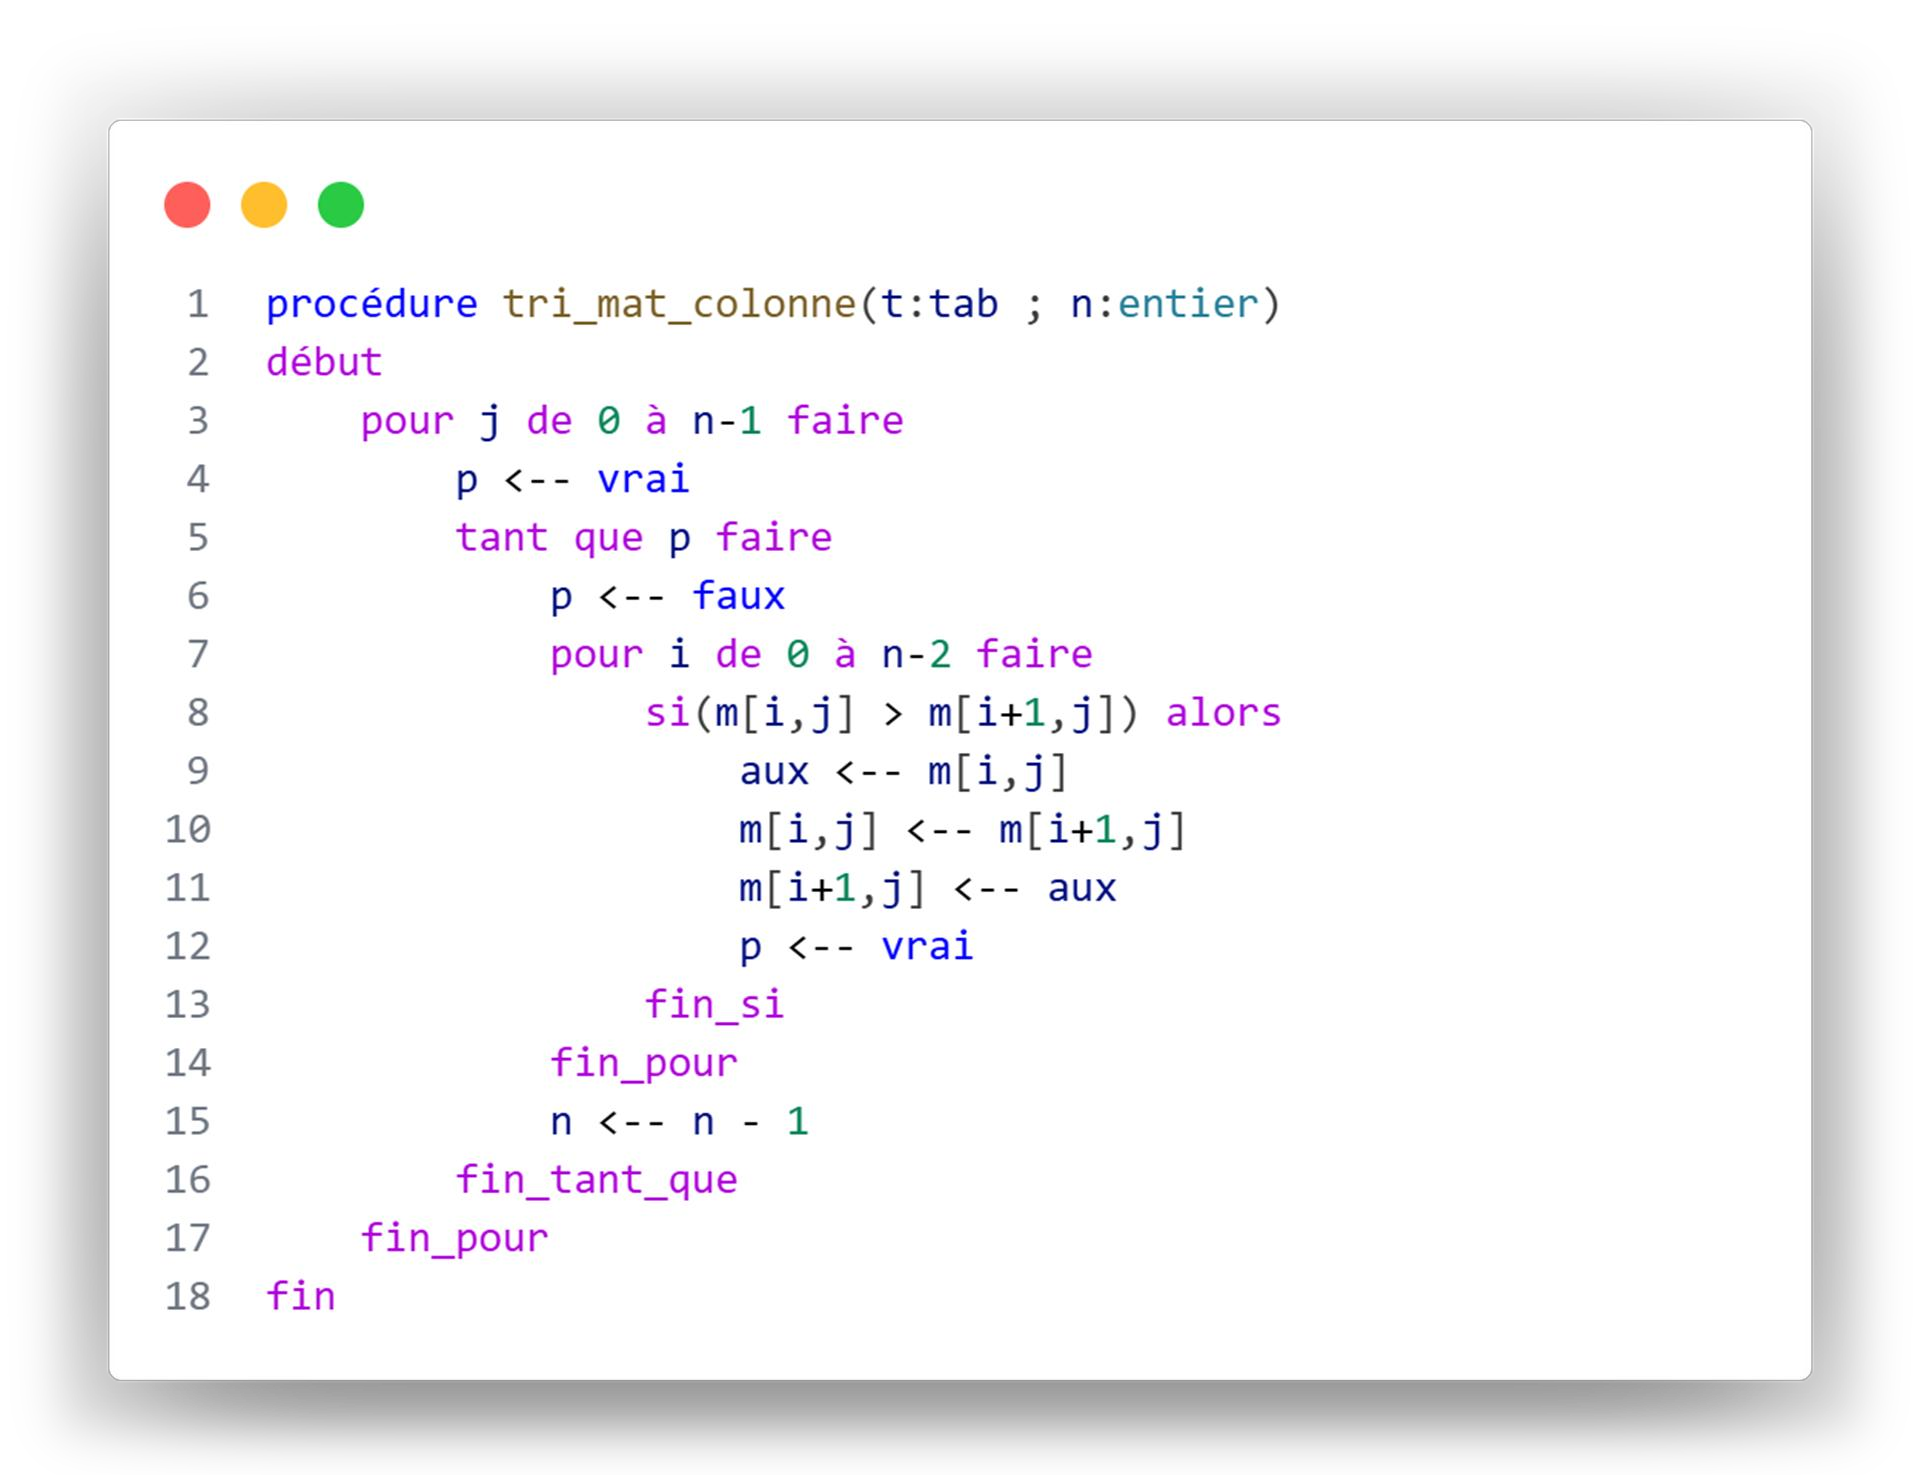 1 procédure tri_mat_colonne(t:tab ; n:entier)
2 début
3     pour j de 0 à n-1 faire
4         p <-- vrai
5         tant que p faire
6             p <-- faux
7             pour i de 0 à n-2 faire
8                 si(m[i,j] > m[i+1,j]) alors
9                     aux <-- m[i,j]
10                     m[i,j] <-- m[i+1,j]
11                     m[i+1,j] <-- aux
12                     p <-- vrai
13                 fin_si
14             fin_pour
15             n <-- n - 1
16         fin_tant_que
17     fin_pour
18 fin